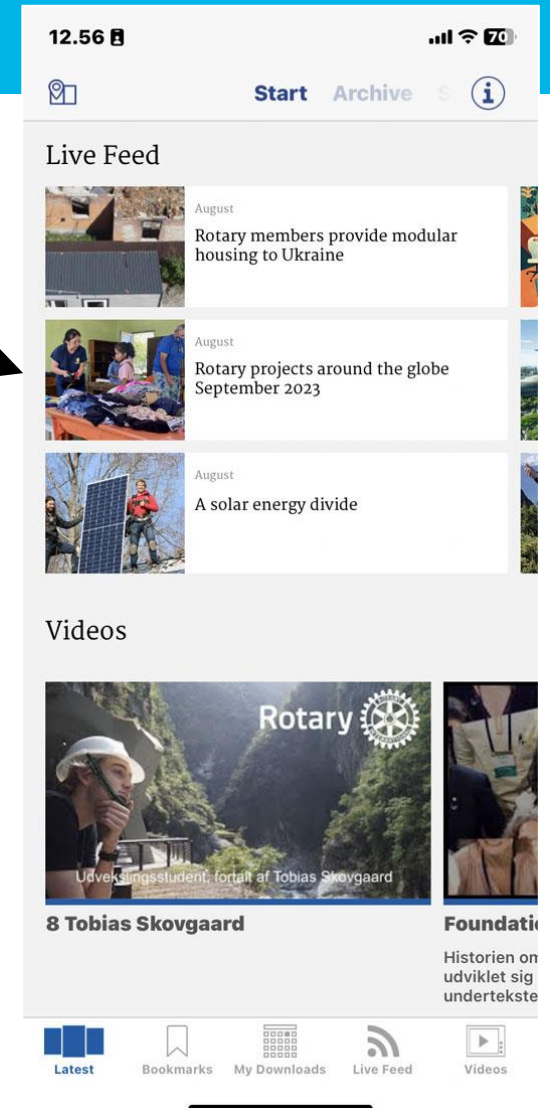 12.56
70
Start Archive S
Live Feed
August
Rotary members provide modular
housing to Ukraine
August
Rotary projects around the globe
September 2023
August
A solar energy divide
Videos
Rotary
Udvekslingsstudent, fortalt af Tobias Skovgaard
8 Tobias Skovgaard
Foundati
Historien om
udviklet sig
undertekste
Latest Bookmarks My Downloads Live Feed Videos